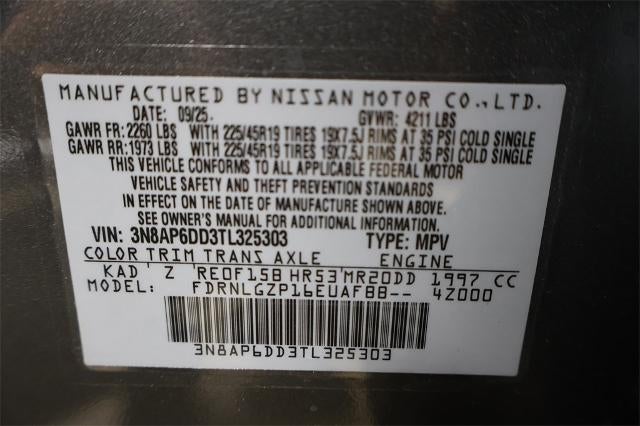 MANUFACTURED BY NISSAN MOTOR CO., LTD.
DATE: 09/25. GVWR: 4211 LBS
GAWR FR: 2260 LBS WITH 225/45R19 TIRES 19X7.5J RIMS AT 35 PSI COLD SINGLE
GAWR RR: 1973 LBS WITH 225/45R19 TIRES 19X7.5J RIMS AT 35 PSI COLD SINGLE
THIS VEHICLE CONFORMS TO ALL APPLICABLE FEDERAL MOTOR
VEHICLE SAFETY AND THEFT PREVENTION STANDARDS
IN EFFECT ON THE DATE OF MANUFACTURE SHOWN ABOVE.
SEE OWNER'S MANUAL FOR ADDITIONAL INFORMATION.
VIN: 3N8AP6DD3TL325303 TYPE: MPV
COLOR TRIM TRANS AXLE ENGINE
KAD Z RE0F15B HR53 MR20DD 1997 CC
FDRNLGZP16EUAFBB-- 4Z000
3N8AP6DD3TL325303